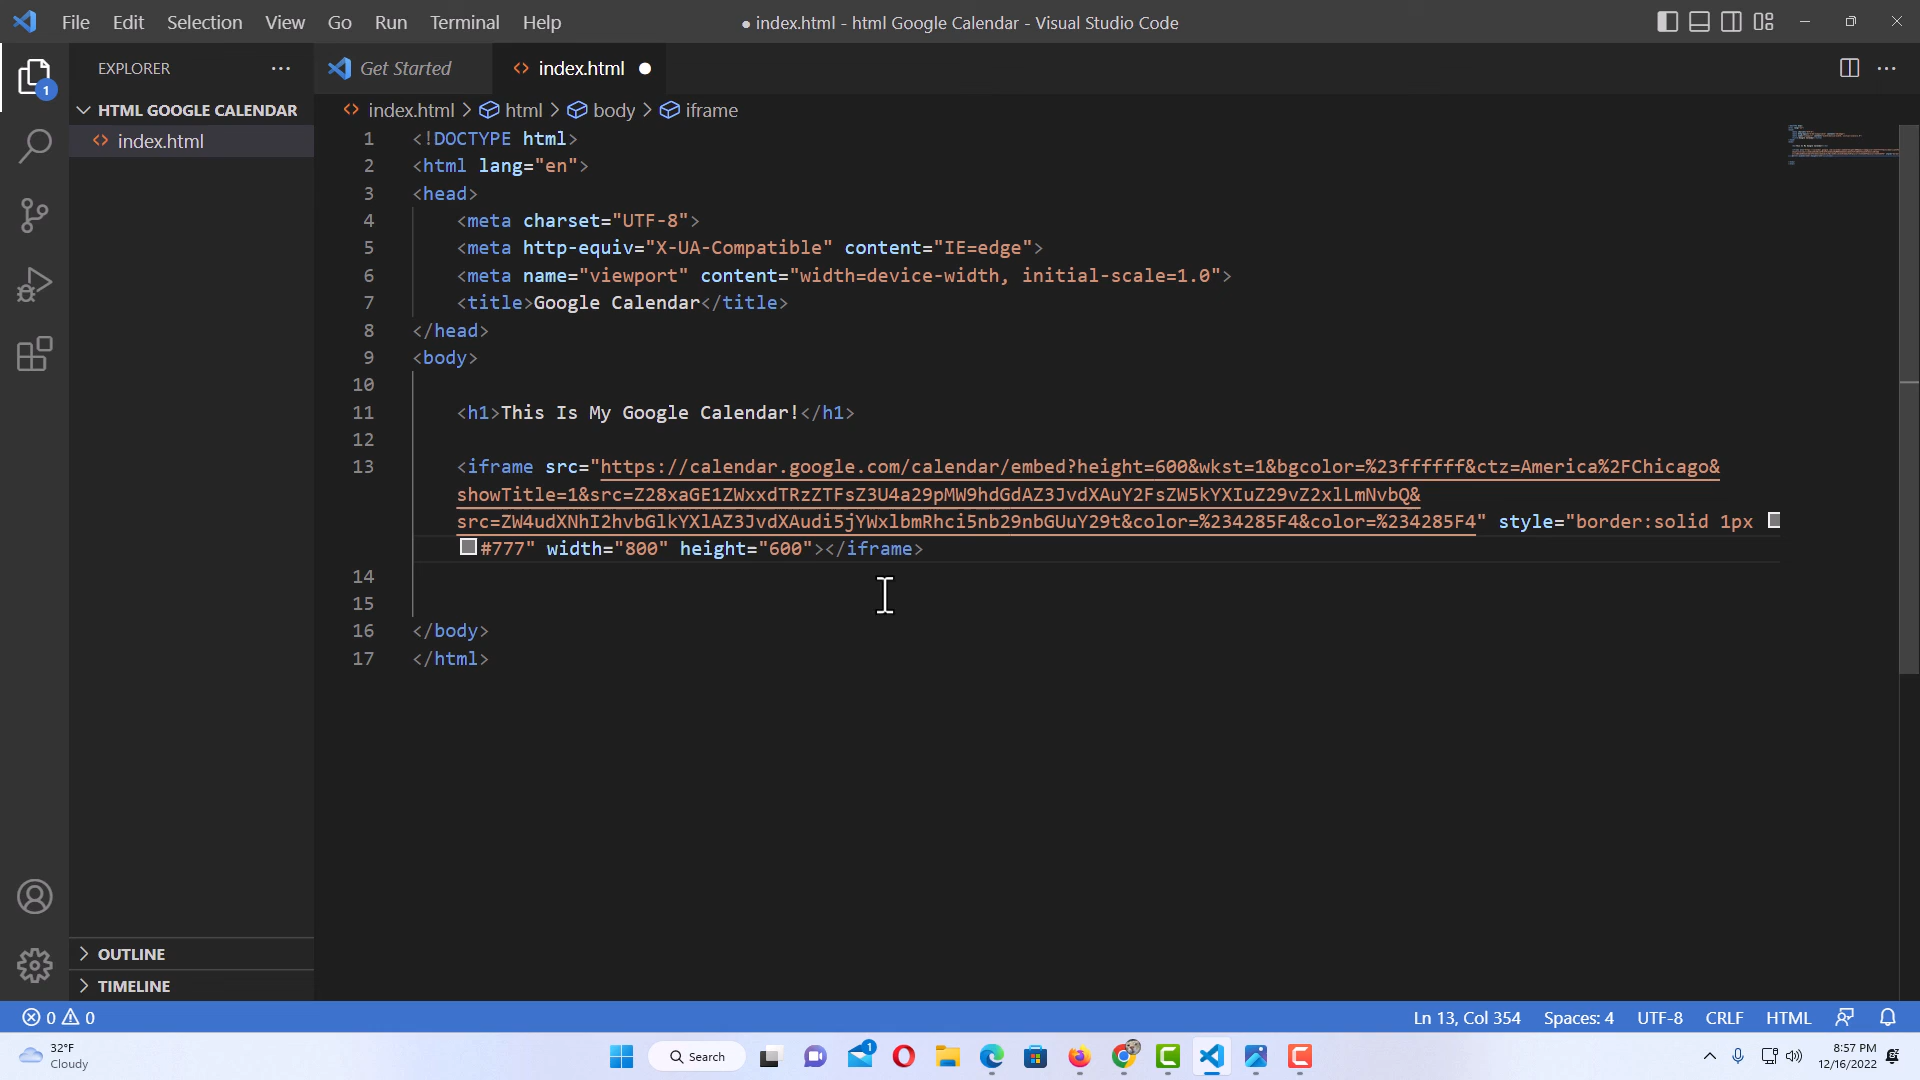 File Edit Selection View Go Run Terminal Help
● index.html - html Google Calendar - Visual Studio Code
1
EXPLORER
HTML GOOGLE CALENDAR
index.html
Get Started
index.html
index.html > html > body > iframe
1 <!DOCTYPE html>
2 <html lang="en">
3 <head>
4 <meta charset="UTF-8">
5 <meta http-equiv="X-UA-Compatible" content="IE=edge">
6 <meta name="viewport" content="width=device-width, initial-scale=1.0">
7 <title>Google Calendar</title>
8 </head>
9 <body>
10
11 <h1>This Is My Google Calendar!</h1>
12
13 <iframe src="https://calendar.google.com/calendar/embed?height=600&wkst=1&bgcolor=%23ffffff&ctz=America%2FChicago&
showTitle=1&src=Z28xaGE1ZWxxdTRzZTFsZ3U4a29pMW9hdGdAZ3JvdXAuY2FsZW5kYXIuZ29vZ2xlLmNvbQ&
src=ZW4udXNhI2hvbGlkYXlAZ3JvdXAudi5jYWxlbmRhci5nb29nbGUuY29t&color=%234285F4&color=%234285F4" style="border:solid 1px
#777" width="800" height="600"></iframe>
14
15
16 </body>
17 </html>
OUTLINE
TIMELINE
0 0
Ln 13, Col 354 Spaces: 4 UTF-8 CRLF HTML
32°F
Cloudy
Search
1
8:57 PM
12/16/2022